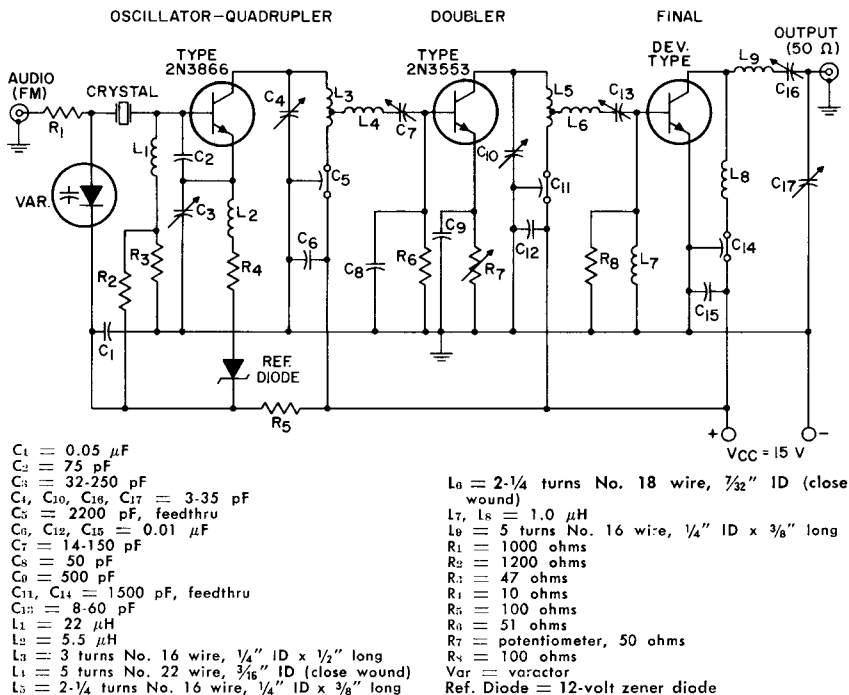 OSCILLATOR-QUADRUPLER
DOUBLER
FINAL
OUTPUT
(50 Ω)
TYPE
2N3866
TYPE
2N3553
DEV.
TYPE
AUDIO
(FM)
CRYSTAL
R1
L1
C2
C3
VAR.
R2
R3
C1
L2
R4
REF.
DIODE
R5
C4
L3
L4
C7
C5
C6
C8
R6
C9
R7
C10
L5
L6
C13
C11
C12
R8
L7
L8
L9
C16
C17
C14
C15
+
VCC = 15 V
-
C1 = 0.05 μF
C2 = 75 pF
C3 = 32-250 pF
C4, C10, C16, C17 = 3-35 pF
C5 = 2200 pF, feedthru
C6, C12, C15 = 0.01 μF
C7 = 14-150 pF
C8 = 50 pF
C9 = 500 pF
C11, C14 = 1500 pF, feedthru
C13 = 8-60 pF
L1 = 22 μH
L2 = 5.5 μH
L3 = 3 turns No. 16 wire, 1/4" ID x 1/2" long
L4 = 5 turns No. 22 wire, 3/16" ID (close wound)
L5 = 2-1/4 turns No. 16 wire, 1/4" ID x 3/8" long
L6 = 2-1/4 turns No. 18 wire, 7/32" ID (close
wound)
L7, L8 = 1.0 μH
L9 = 5 turns No. 16 wire, 1/4" ID x 3/8" long
R1 = 1000 ohms
R2 = 1200 ohms
R3 = 47 ohms
R4 = 10 ohms
R5 = 100 ohms
R6 = 51 ohms
R7 = potentiometer, 50 ohms
R8 = 100 ohms
Var = varactor
Ref. Diode = 12-volt zener diode